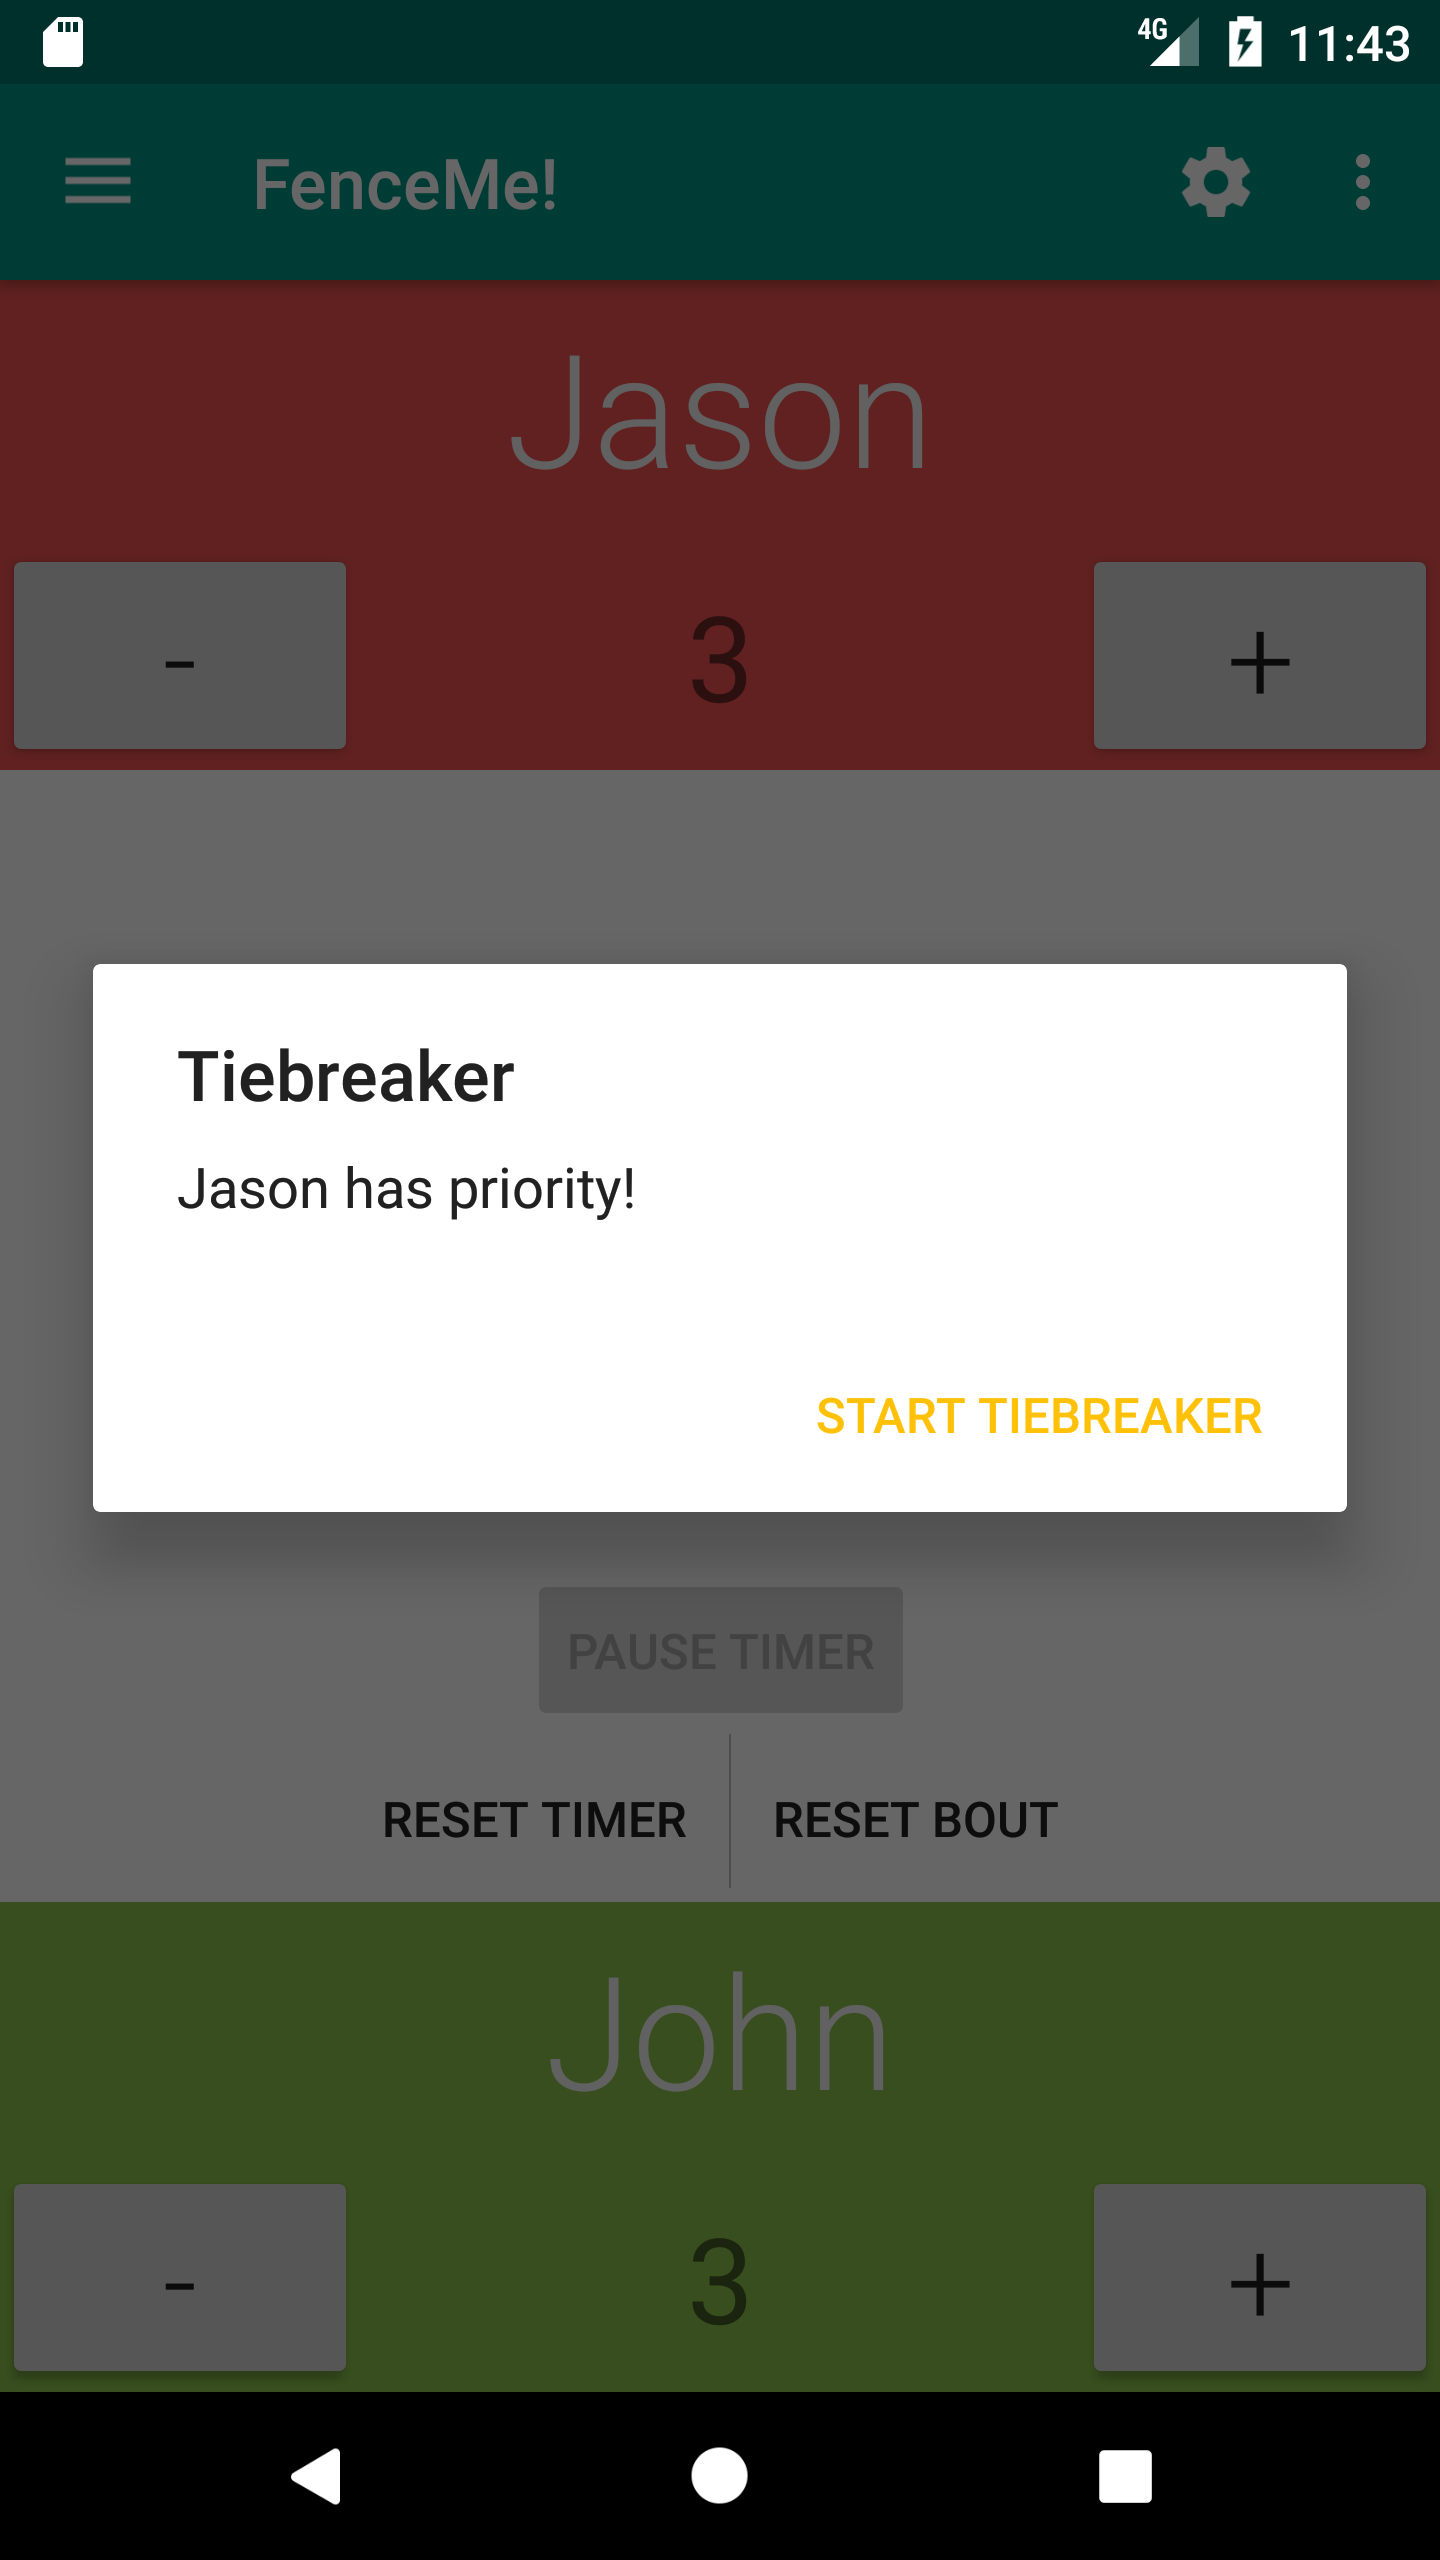 4G 11:43
FenceMe!
Jason
- 3 +
Tiebreaker
Jason has priority!
START TIEBREAKER
PAUSE TIMER
RESET TIMER RESET BOUT
John
- 3 +